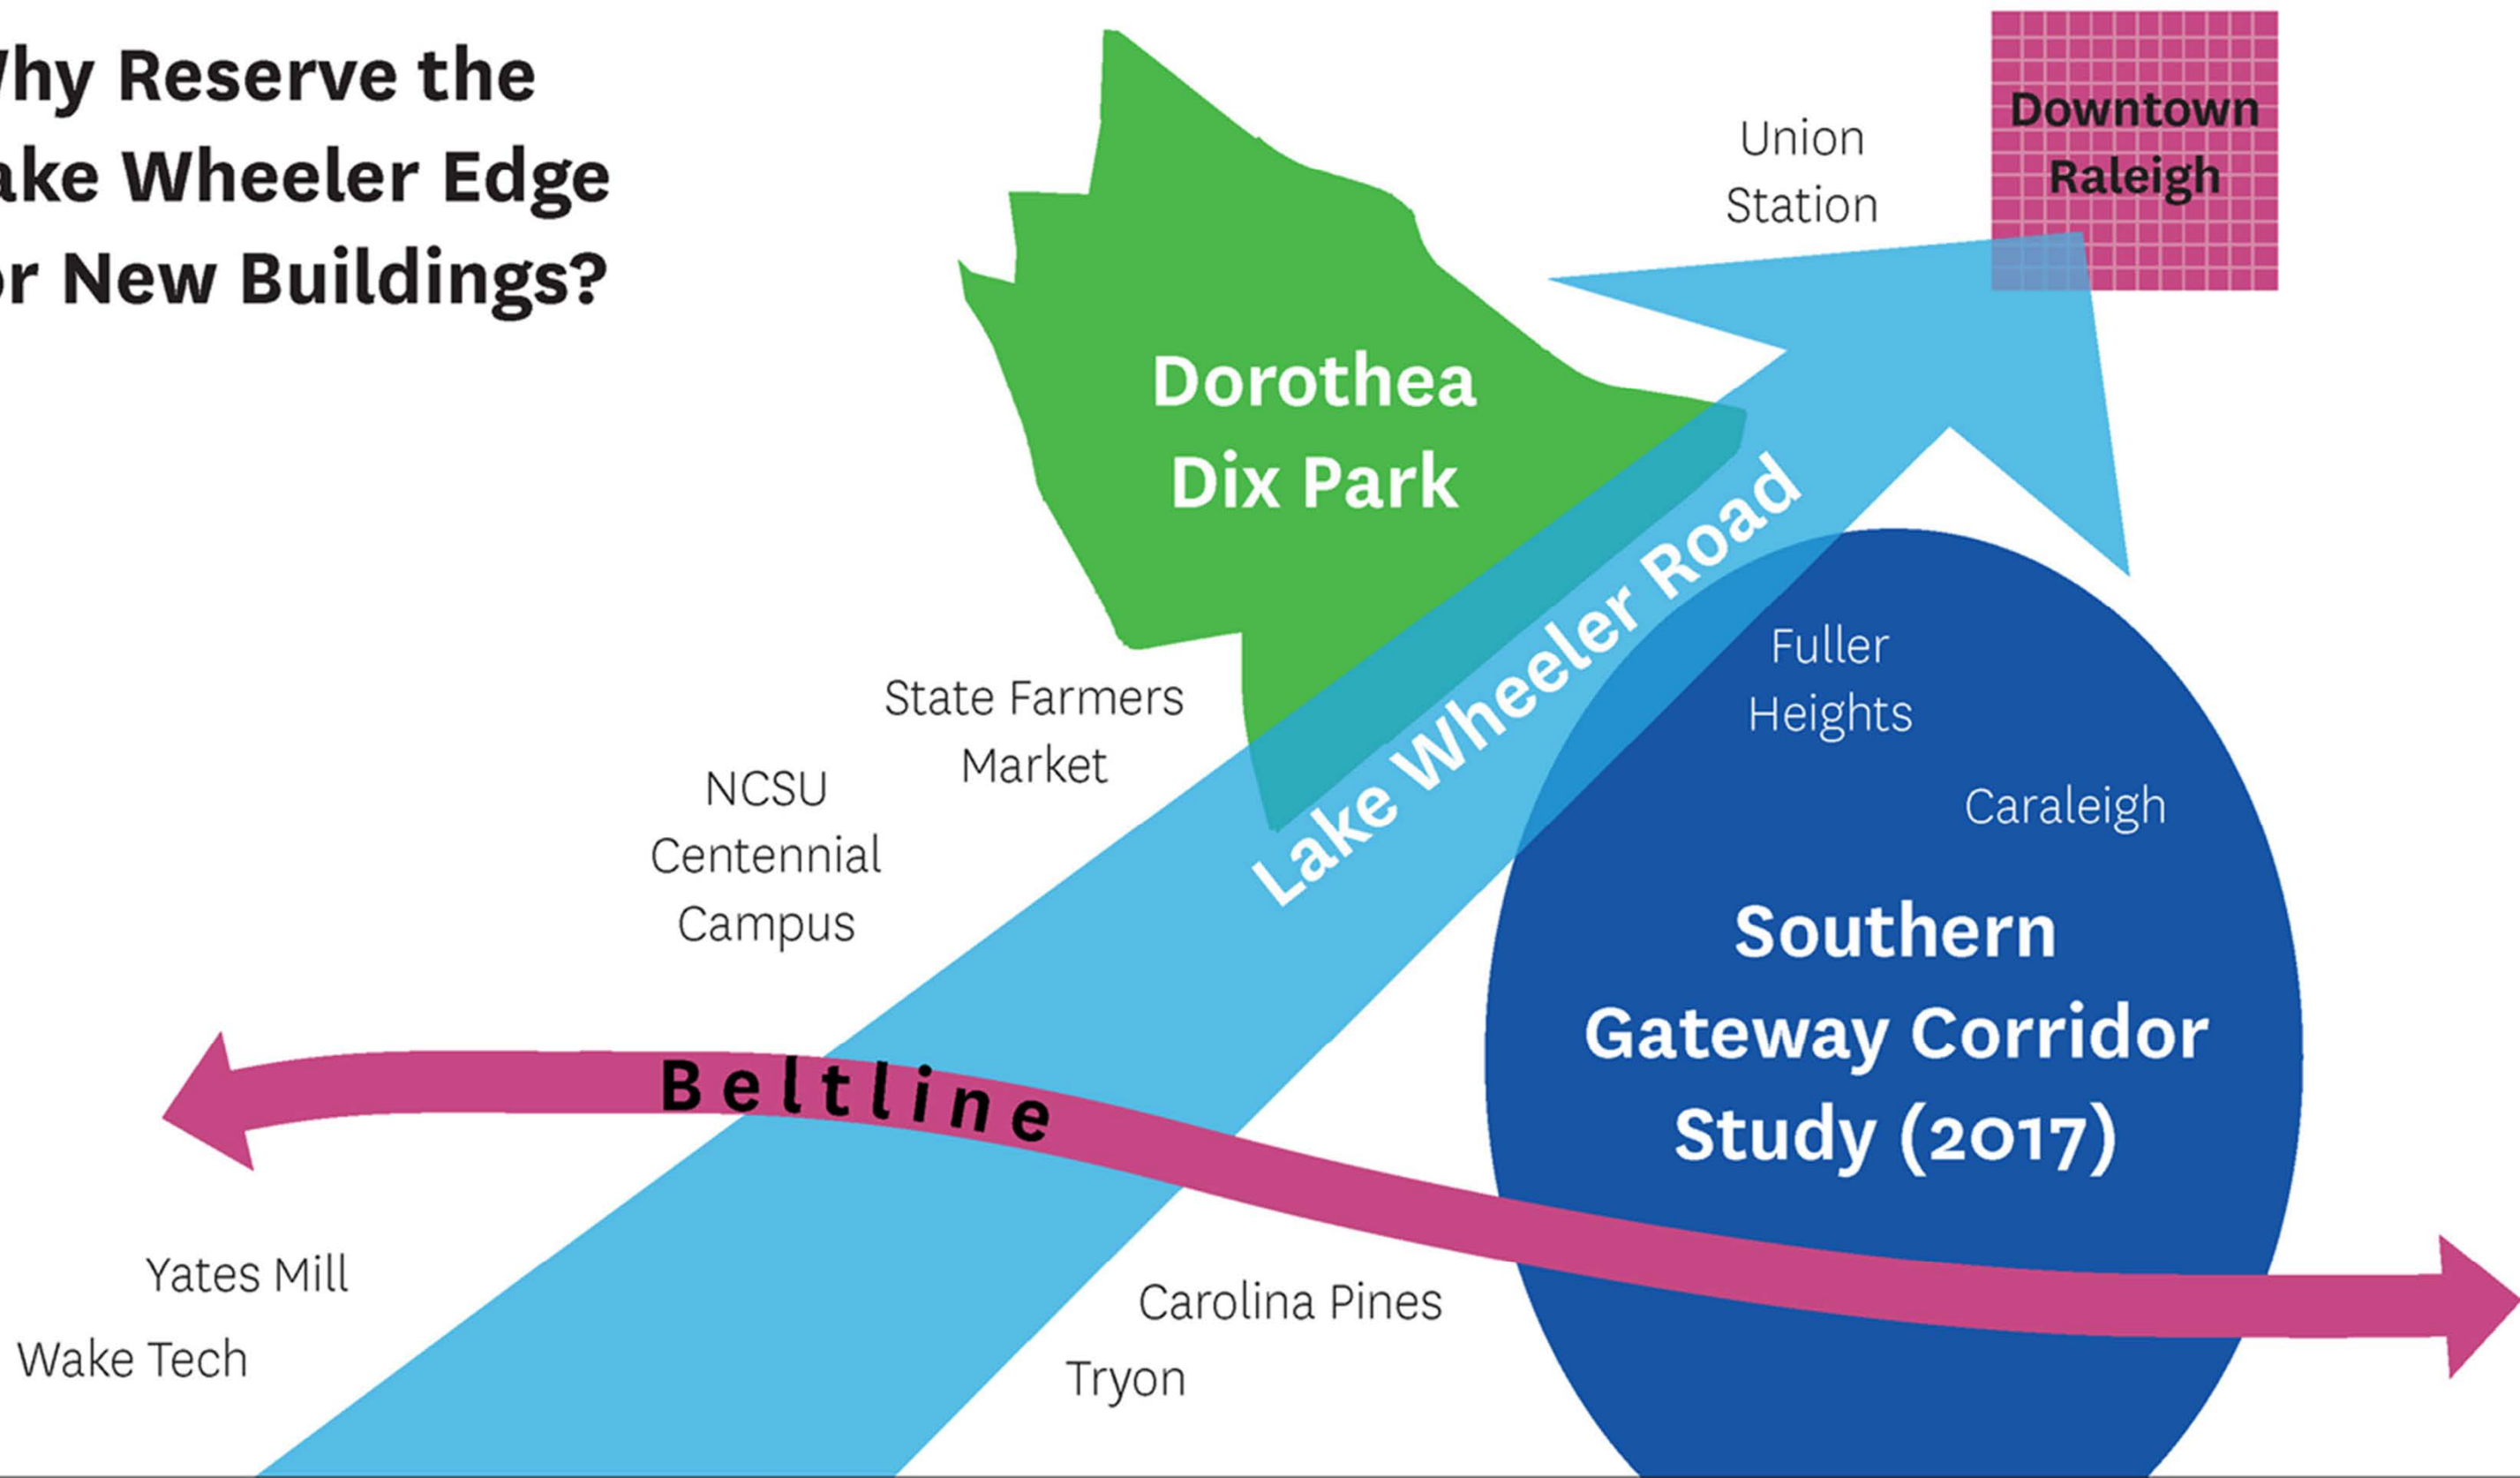 hy Reserve the
ake Wheeler Edge
or New Buildings?
Downtown
Raleigh
Union
Station
Dorothea
Dix Park
Lake Wheeler Road
Fuller
Heights
Caraleigh
State Farmers
Market
NCSU
Centennial
Campus
Southern
Gateway Corridor
Study (2017)
Beltline
Yates Mill
Wake Tech
Carolina Pines
Tryon